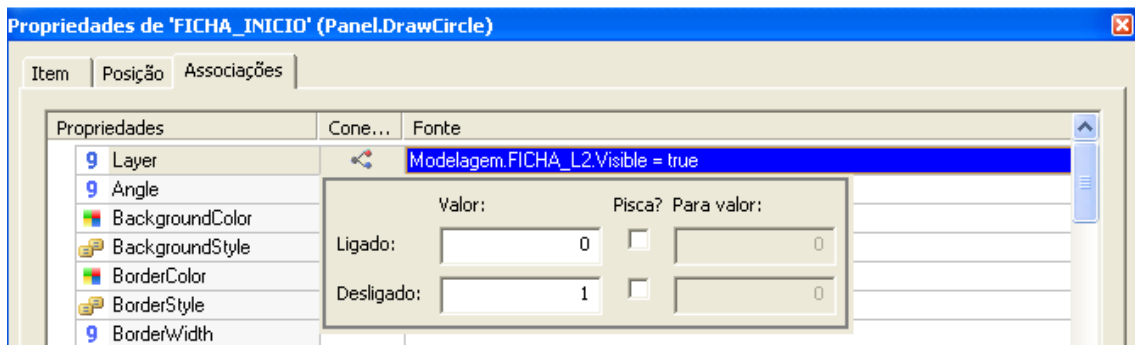 Propriedades de 'FICHA_INICIO' (Panel.DrawCircle)
Item Posição Associações
Propriedades Cone... Fonte
9 Layer Modelagem.FICHA_L2.Visible = true
9 Angle
Valor: Pisca? Para valor:
BackgroundColor
Ligado: 0 0
BackgroundStyle
BorderColor
Desligado: 1 0
BorderStyle
9 BorderWidth